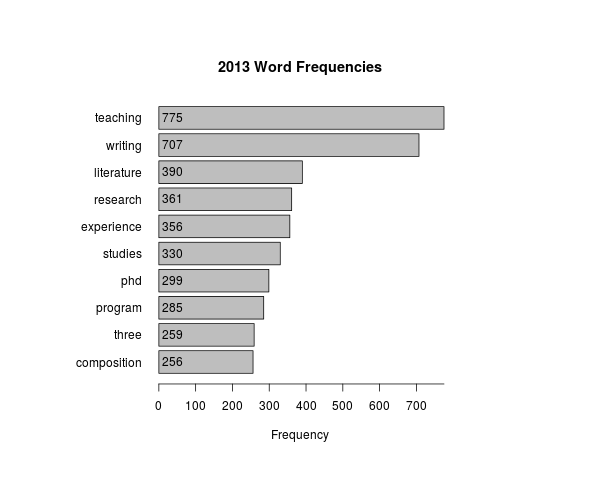 2013 Word Frequencies
teaching 775
writing 707
literature 390
research 361
experience 356
studies 330
phd 299
program 285
three 259
composition 256
0 100 200 300 400 500 600 700
Frequency